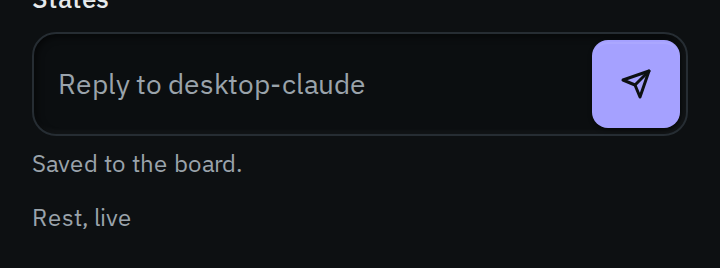 States
Reply to desktop-claude
Saved to the board.
Rest, live